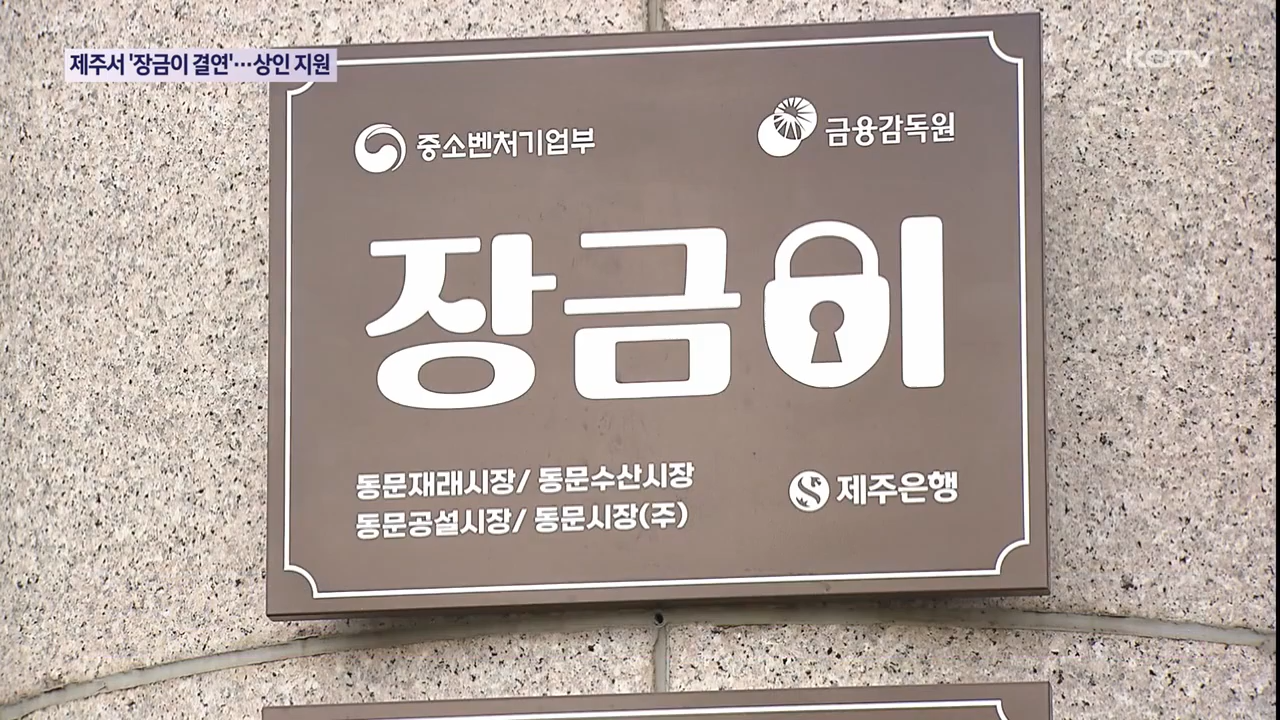 제주서 '장금이 결연'…상인 지원
KCTV
중소벤처기업부
금융감독원
장금이
동문재래시장/ 동문수산시장
동문공설시장/ 동문시장(주)
제주은행